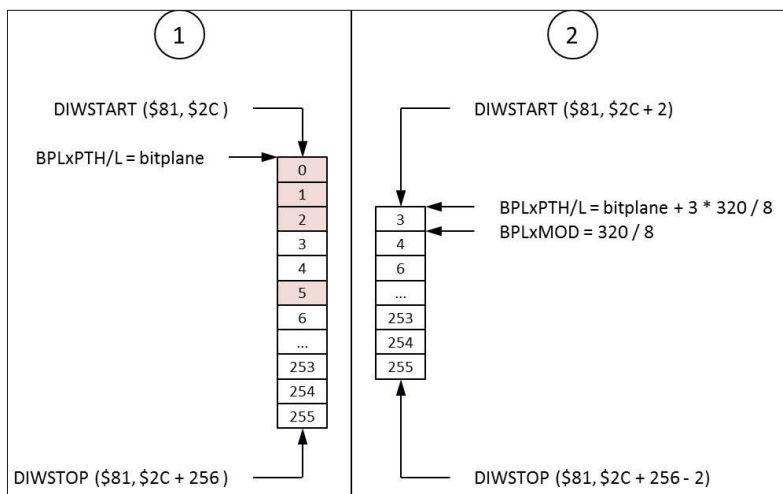 1
DIWSTART ($81, $2C )
BPLxPTH/L = bitplane
0
1
2
3
4
5
6
...
253
254
255
DIWSTOP ($81, $2C + 256 )
2
DIWSTART ($81, $2C + 2)
BPLxPTH/L = bitplane + 3 * 320 / 8
BPLxMOD = 320 / 8
3
4
6
...
253
254
255
DIWSTOP ($81, $2C + 256 - 2)